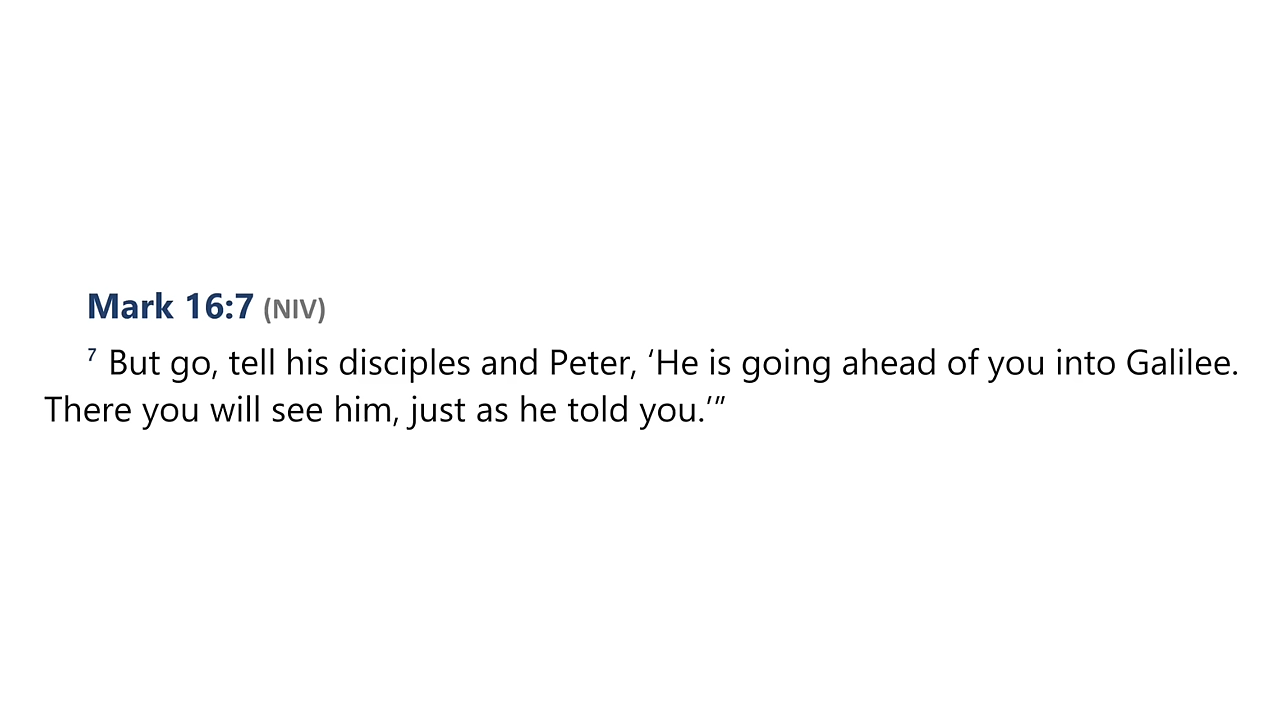 Mark 16:7 (NIV)
7 But go, tell his disciples and Peter, ‘He is going ahead of you into Galilee.
There you will see him, just as he told you.’”